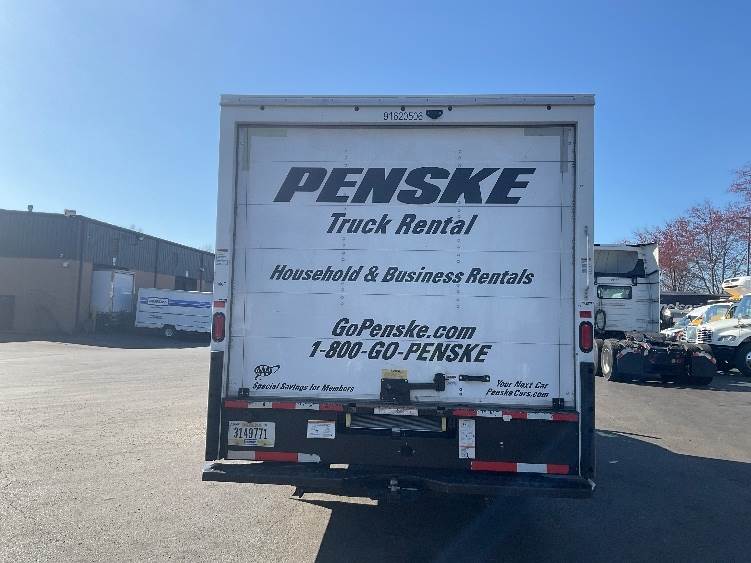 91620506
PENSKE
Truck Rental
Household & Business Rentals
GoPenske.com
1-800-GO-PENSKE
AAA
Special Savings for Members
Your Next Car
PenskeCars.com
3149771